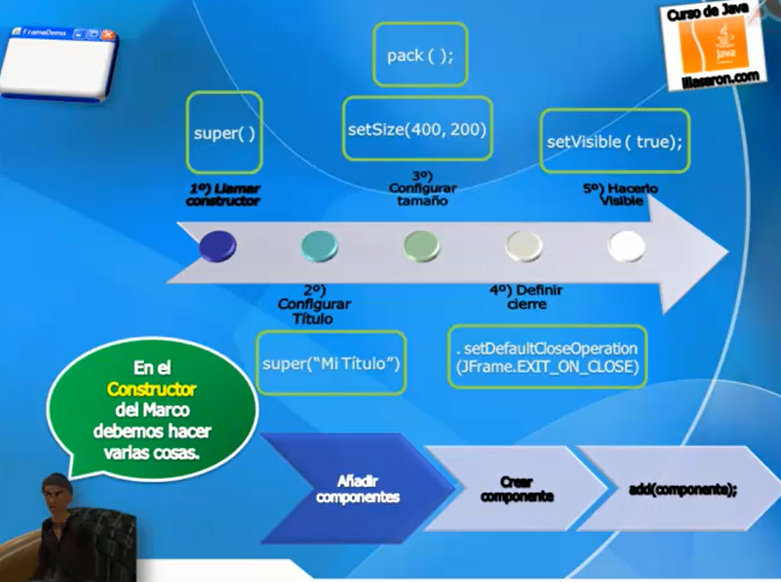 FrameDemo
Curso de Java
java
illasaron.com
pack ( );
super( )
setSize(400, 200)
setVisible ( true);
1º) Llamar
constructor
3º)
Configurar
tamaño
5º) Hacerlo
Visible
2º)
Configurar
Título
4º) Definir
cierre
super("Mi Título")
. setDefaultCloseOperation
(JFrame.EXIT_ON_CLOSE)
En el
Constructor
del Marco
debemos hacer
varias cosas.
Añadir
componentes
Crear
componente
add(componente);